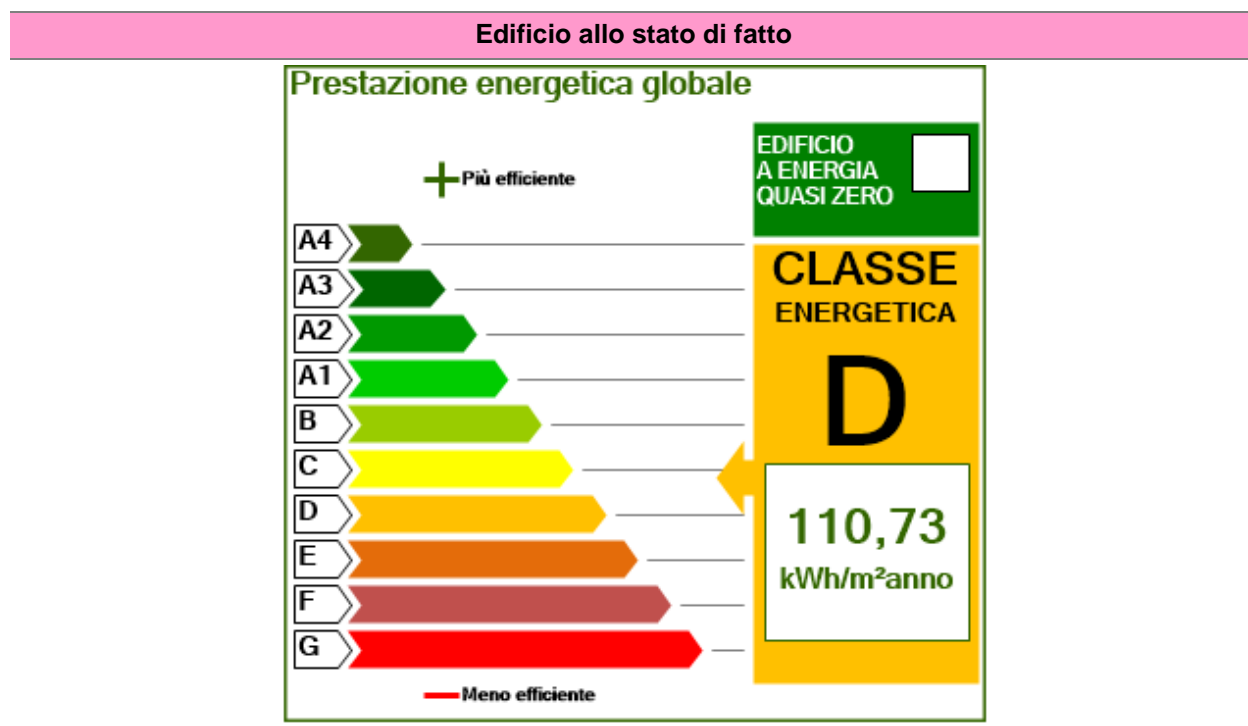 Edificio allo stato di fatto
Prestazione energetica globale
EDIFICIO
A ENERGIA
QUASI ZERO
Più efficiente
A4
A3
A2
A1
B
C
D
E
F
G
Meno efficiente
CLASSE
ENERGETICA
D
110,73
kWh/m²anno